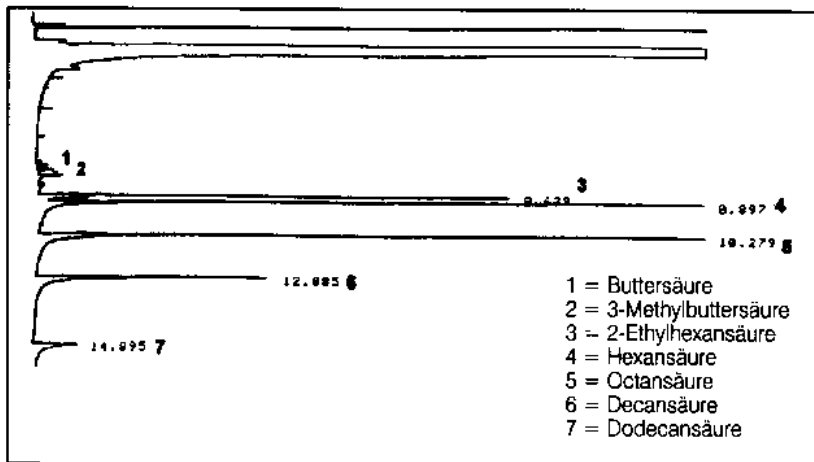 1
2
3
8.897 4
10.279 5
12.085 6
14.895 7
1 = Buttersäure
2 = 3-Methylbuttersäure
3 = 2-Ethylhexansäure
4 = Hexansäure
5 = Octansäure
6 = Decansäure
7 = Dodecansäure